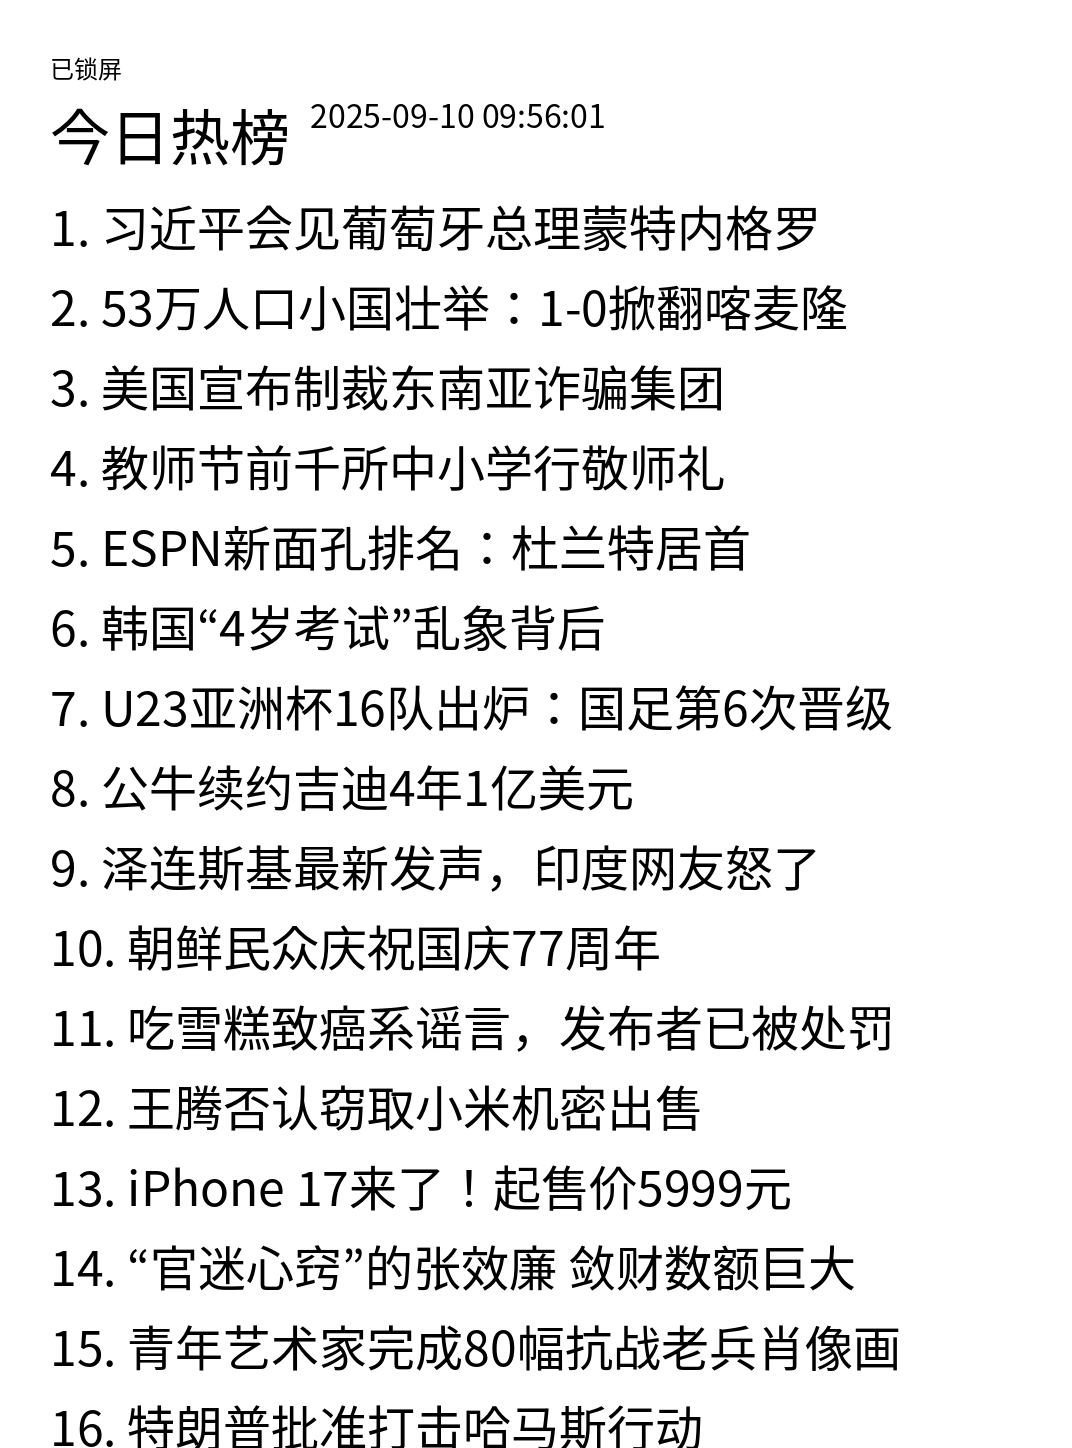 已锁屏
今日热榜 2025-09-10 09:56:01
1. 习近平会见葡萄牙总理蒙特内格罗
2. 53万人口小国壮举：1-0掀翻喀麦隆
3. 美国宣布制裁东南亚诈骗集团
4. 教师节前千所中小学行敬师礼
5. ESPN新面孔排名：杜兰特居首
6. 韩国“4岁考试”乱象背后
7. U23亚洲杯16队出炉：国足第6次晋级
8. 公牛续约吉迪4年1亿美元
9. 泽连斯基最新发声，印度网友怒了
10. 朝鲜民众庆祝国庆77周年
11. 吃雪糕致癌系谣言，发布者已被处罚
12. 王腾否认窃取小米机密出售
13. iPhone 17来了！起售价5999元
14. “官迷心窍”的张效廉 敛财数额巨大
15. 青年艺术家完成80幅抗战老兵肖像画
16. 特朗普批准打击哈马斯行动